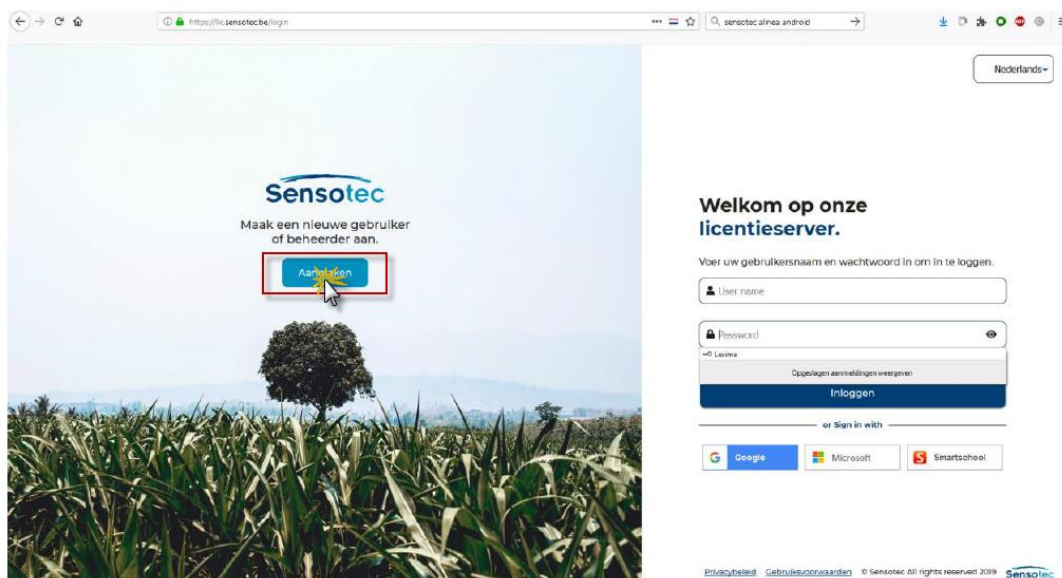 https://lic.sensotec.be/login
sensotec alinea android
Nederlands
Sensotec
Maak een nieuwe gebruiker
of beheerder aan.
Aanmaken
Welkom op onze
licentieserver.
Voer uw gebruikersnaam en wachtwoord in om in te loggen.
User name
Password
Lexima
Opgeslagen aanmeldingen weergeven
Inloggen
or Sign in with
Google
Microsoft
Smartschool
Privacybeleid Gebruiksvoorwaarden © Sensotec All rights reserved 2019 Sensotec